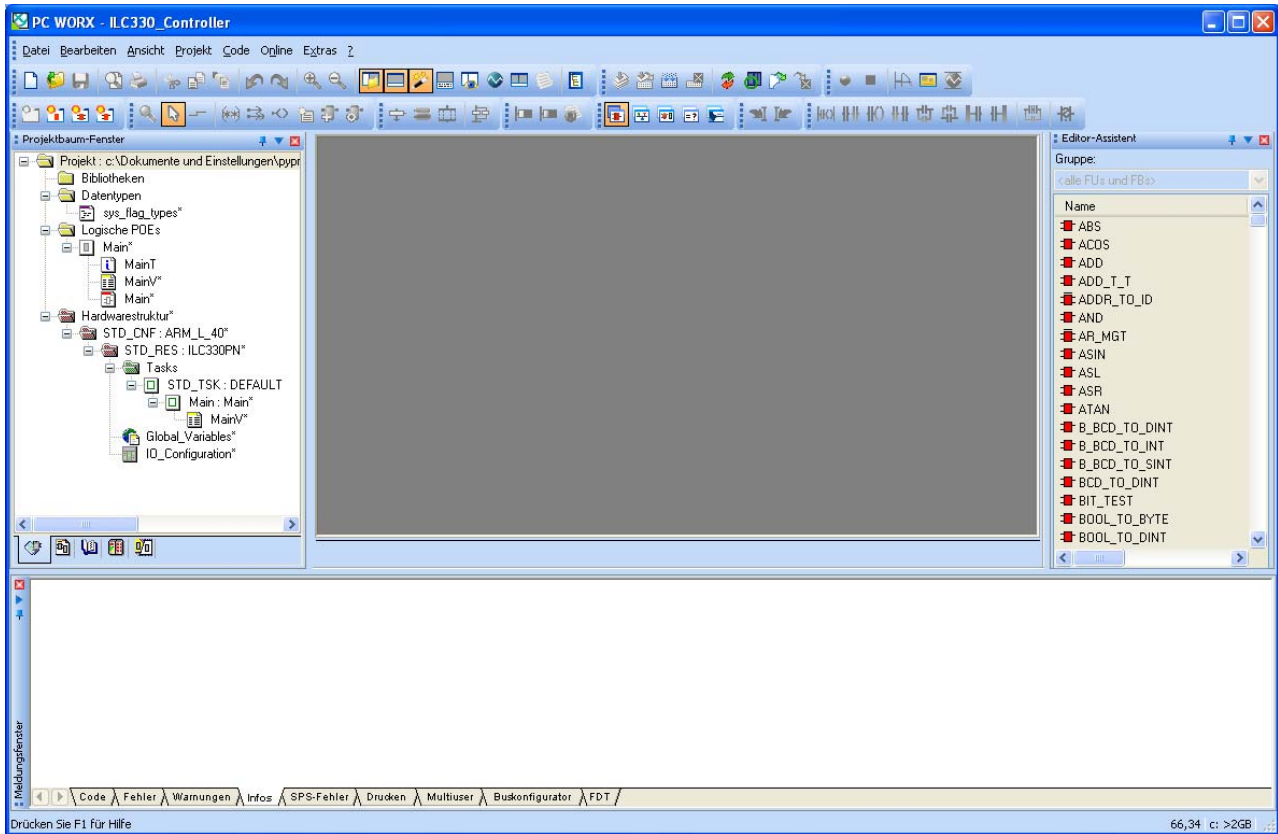 PC WORX - ILC330_Controller
Datei Bearbeiten Ansicht Projekt Code Online Extras ?
Projektbaum-Fenster
Projekt : c:\Dokumente und Einstellungen\pypr
Bibliotheken
Datentypen
sys_flag_types*
Logische POEs
Main*
MainT
MainV*
Main*
Hardwarestruktur*
STD_CNF : ARM_L_40*
STD_RES : ILC330PN*
Tasks
STD_TSK : DEFAULT
Main : Main*
MainV*
Global_Variables*
IO_Configuration*
Editor-Assistent
Gruppe:
<alle FUs und FBs>
Name
ABS
ACOS
ADD
ADD_T_T
ADDR_TO_ID
AND
AR_MGT
ASIN
ASL
ASR
ATAN
B_BCD_TO_DINT
B_BCD_TO_INT
B_BCD_TO_SINT
BCD_TO_DINT
BIT_TEST
BOOL_TO_BYTE
BOOL_TO_DINT
Meldungsfenster
Code Fehler Warnungen Infos SPS-Fehler Drucken Multiuser Buskonfigurator FDT
Drücken Sie F1 für Hilfe
66,34 c: >2GB